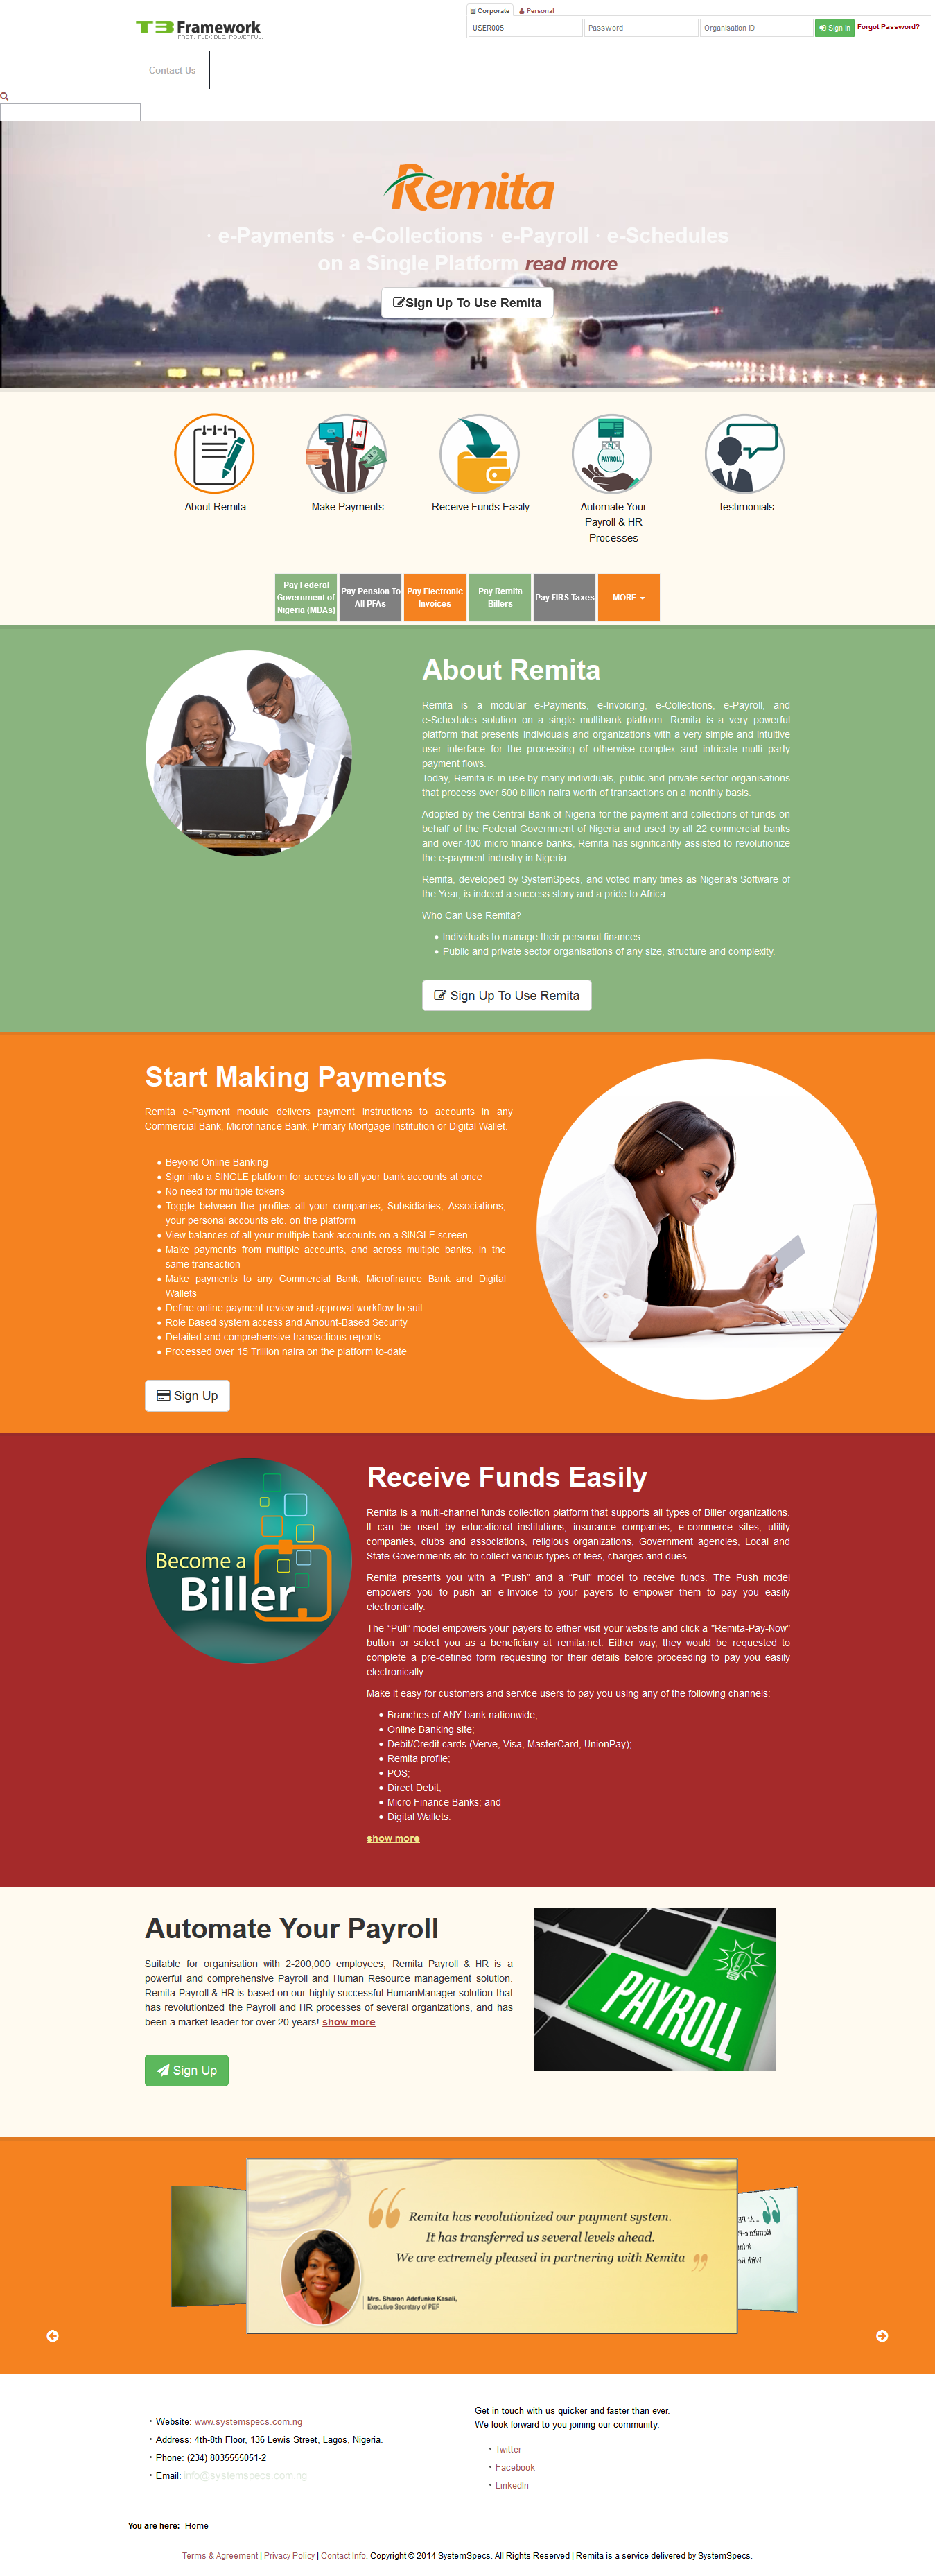 Corporate Personal
T3 Framework
FAST. FLEXIBLE. POWERFUL.
USER005 Password Organisation ID Sign in Forgot Password?
Contact Us
Remita
· e-Payments · e-Collections · e-Payroll · e-Schedules
on a Single Platform read more
Sign Up To Use Remita
N
PAYROLL
About Remita
Make Payments
Receive Funds Easily
Automate Your
Payroll & HR
Processes
Testimonials
Pay Federal
Government of
Nigeria (MDAs)
Pay Pension To
All PFAs
Pay Electronic
Invoices
Pay Remita
Billers
Pay FIRS Taxes
MORE
About Remita
Remita is a modular e-Payments, e-Invoicing, e-Collections, e-Payroll, and
e-Schedules solution on a single multibank platform. Remita is a very powerful
platform that presents individuals and organizations with a very simple and intuitive
user interface for the processing of otherwise complex and intricate multi party
payment flows.
Today, Remita is in use by many individuals, public and private sector organisations
that process over 500 billion naira worth of transactions on a monthly basis.
Adopted by the Central Bank of Nigeria for the payment and collections of funds on
behalf of the Federal Government of Nigeria and used by all 22 commercial banks
and over 400 micro finance banks, Remita has significantly assisted to revolutionize
the e-payment industry in Nigeria.
Remita, developed by SystemSpecs, and voted many times as Nigeria's Software of
the Year, is indeed a success story and a pride to Africa.
Who Can Use Remita?
• Individuals to manage their personal finances
• Public and private sector organisations of any size, structure and complexity.
Sign Up To Use Remita
Start Making Payments
Remita e-Payment module delivers payment instructions to accounts in any
Commercial Bank, Microfinance Bank, Primary Mortgage Institution or Digital Wallet.
• Beyond Online Banking
• Sign into a SINGLE platform for access to all your bank accounts at once
• No need for multiple tokens
• Toggle between the profiles all your companies, Subsidiaries, Associations,
your personal accounts etc. on the platform
• View balances of all your multiple bank accounts on a SINGLE screen
• Make payments from multiple accounts, and across multiple banks, in the
same transaction
• Make payments to any Commercial Bank, Microfinance Bank and Digital
Wallets
• Define online payment review and approval workflow to suit
• Role Based system access and Amount-Based Security
• Detailed and comprehensive transactions reports
• Processed over 15 Trillion naira on the platform to-date
Sign Up
Become a
Biller
Receive Funds Easily
Remita is a multi-channel funds collection platform that supports all types of Biller organizations.
It can be used by educational institutions, insurance companies, e-commerce sites, utility
companies, clubs and associations, religious organizations, Government agencies, Local and
State Governments etc to collect various types of fees, charges and dues.
Remita presents you with a “Push” and a “Pull” model to receive funds. The Push model
empowers you to push an e-Invoice to your payers to empower them to pay you easily
electronically.
The “Pull” model empowers your payers to either visit your website and click a "Remita-Pay-Now"
button or select you as a beneficiary at remita.net. Either way, they would be requested to
complete a pre-defined form requesting for their details before proceeding to pay you easily
electronically.
Make it easy for customers and service users to pay you using any of the following channels:
• Branches of ANY bank nationwide;
• Online Banking site;
• Debit/Credit cards (Verve, Visa, MasterCard, UnionPay);
• Remita profile;
• POS;
• Direct Debit;
• Micro Finance Banks; and
• Digital Wallets.
show more
Automate Your Payroll
Suitable for organisation with 2-200,000 employees, Remita Payroll & HR is a
powerful and comprehensive Payroll and Human Resource management solution.
Remita Payroll & HR is based on our highly successful HumanManager solution that
has revolutionized the Payroll and HR processes of several organizations, and has
been a market leader for over 20 years! show more
Sign Up
PAYROLL
“ Remita has revolutionized our payment system.
It has transferred us several levels ahead.
We are extremely pleased in partnering with Remita ”
Mrs. Sharon Adefunke Kasali,
Executive Secretary of PEF
• Website: www.systemspecs.com.ng
• Address: 4th-8th Floor, 136 Lewis Street, Lagos, Nigeria.
• Phone: (234) 8035555051-2
• Email: info@systemspecs.com.ng
Get in touch with us quicker and faster than ever.
We look forward to you joining our community.
• Twitter
• Facebook
• LinkedIn
You are here: Home
Terms & Agreement | Privacy Policy | Contact Info. Copyright © 2014 SystemSpecs. All Rights Reserved | Remita is a service delivered by SystemSpecs.